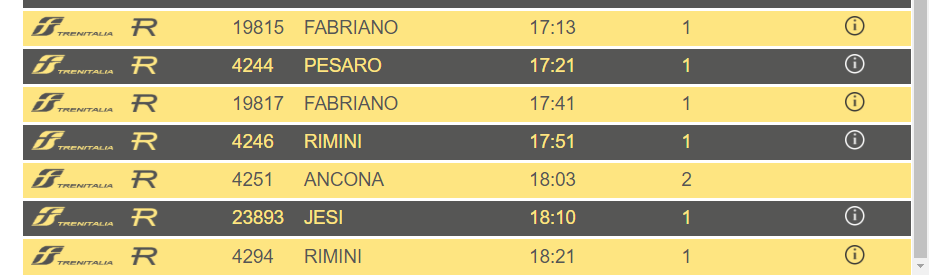 TRENITALIA R 19815 FABRIANO 17:13 1
TRENITALIA R 4244 PESARO 17:21 1
TRENITALIA R 19817 FABRIANO 17:41 1
TRENITALIA R 4246 RIMINI 17:51 1
TRENITALIA R 4251 ANCONA 18:03 2
TRENITALIA R 23893 JESI 18:10 1
TRENITALIA R 4294 RIMINI 18:21 1